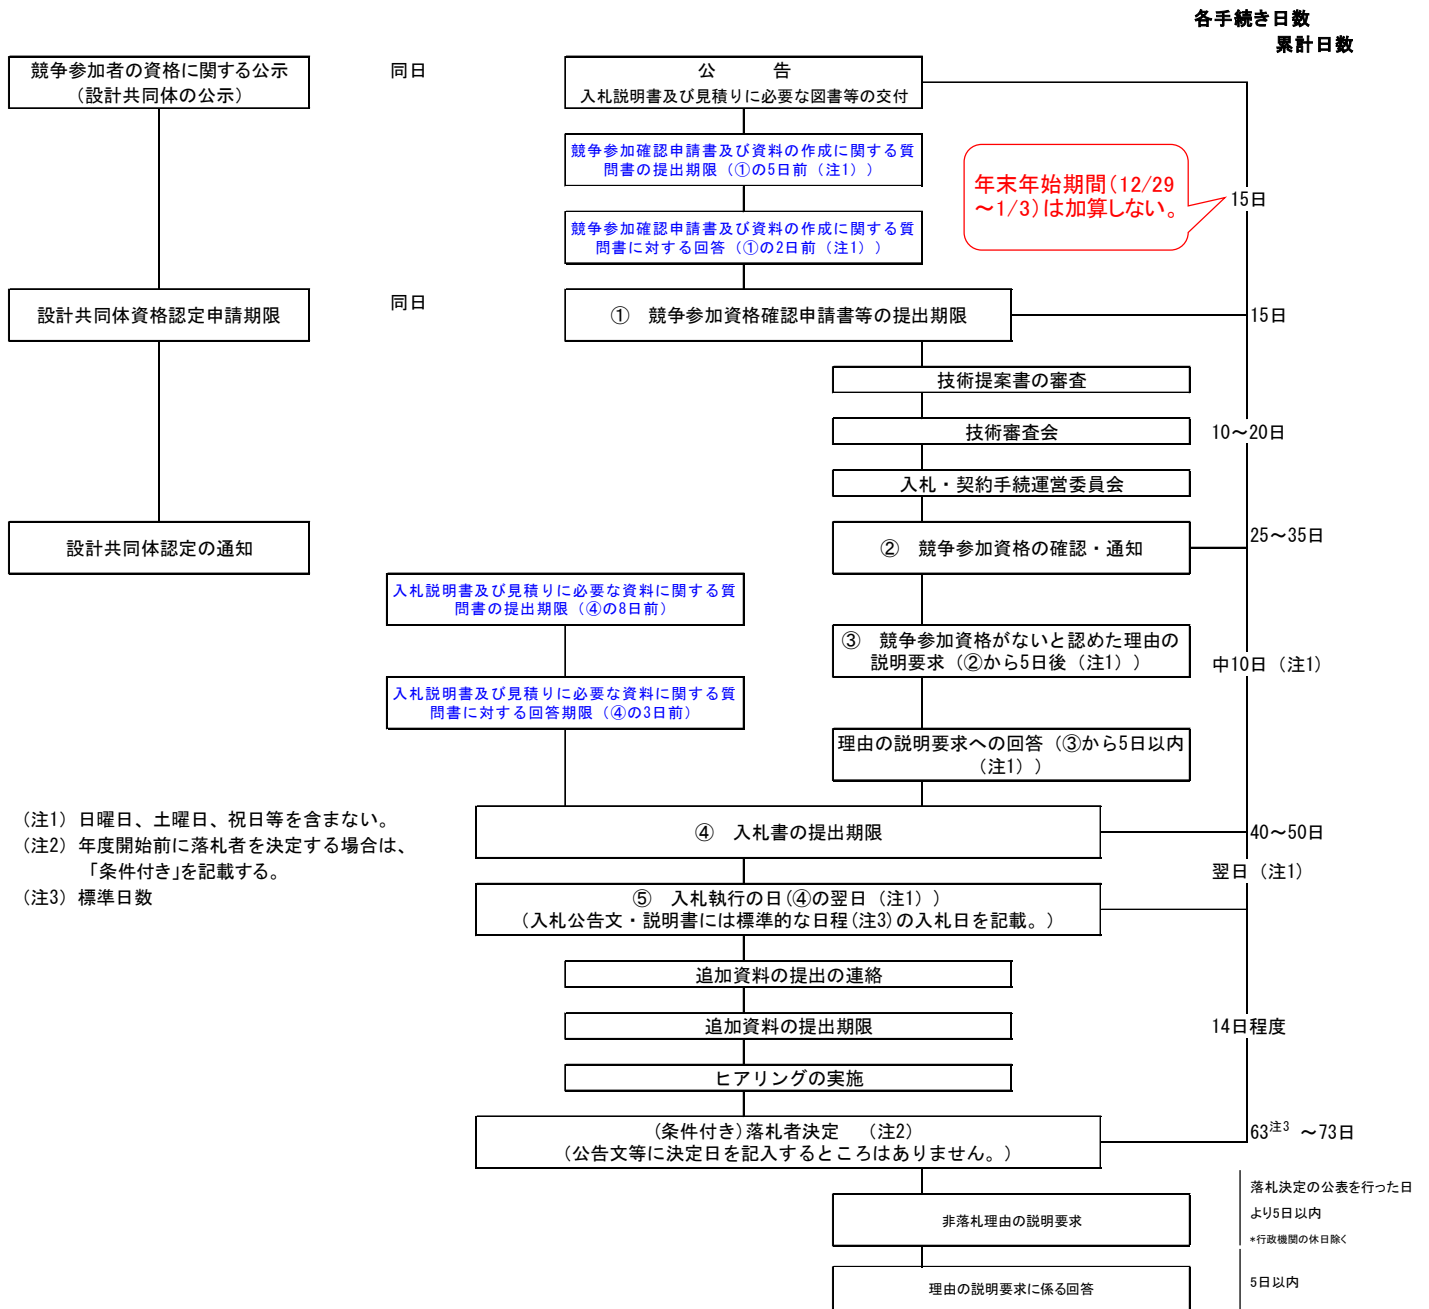 各手続き日数
累計日数
競争参加者の資格に関する公示
（設計共同体の公示）
同日
公　　　告
入札説明書及び見積りに必要な図書等の交付
競争参加確認申請書及び資料の作成に関する質
問書の提出期限（①の5日前（注1））
年末年始期間（12/29
～1/3）は加算しない。
15日
競争参加確認申請書及び資料の作成に関する質
問書に対する回答（①の2日前（注1））
設計共同体資格認定申請期限
同日
①　競争参加資格確認申請書等の提出期限
15日
技術提案書の審査
技術審査会
10～20日
入札・契約手続運営委員会
設計共同体認定の通知
②　競争参加資格の確認・通知
25～35日
入札説明書及び見積りに必要な資料に関する質
問書の提出期限（④の8日前）
③　競争参加資格がないと認めた理由の
説明要求（②から5日後（注1））
中10日（注1）
入札説明書及び見積りに必要な資料に関する質
問書に対する回答期限（④の3日前）
理由の説明要求への回答（③から5日以内
（注1））
（注1）日曜日、土曜日、祝日等を含まない。
（注2）年度開始前に落札者を決定する場合は、
「条件付き」を記載する。
（注3）標準日数
④　入札書の提出期限
40～50日
翌日（注1）
⑤　入札執行の日（④の翌日（注1））
（入札公告文・説明書には標準的な日程（注3）の入札日を記載。）
追加資料の提出の連絡
追加資料の提出期限
14日程度
ヒアリングの実施
（条件付き）落札者決定　（注2）
（公告文等に決定日を記入するところはありません。）
63注3 ～73日
非落札理由の説明要求
落札決定の公表を行った日
より5日以内
*行政機関の休日除く
理由の説明要求に係る回答
5日以内